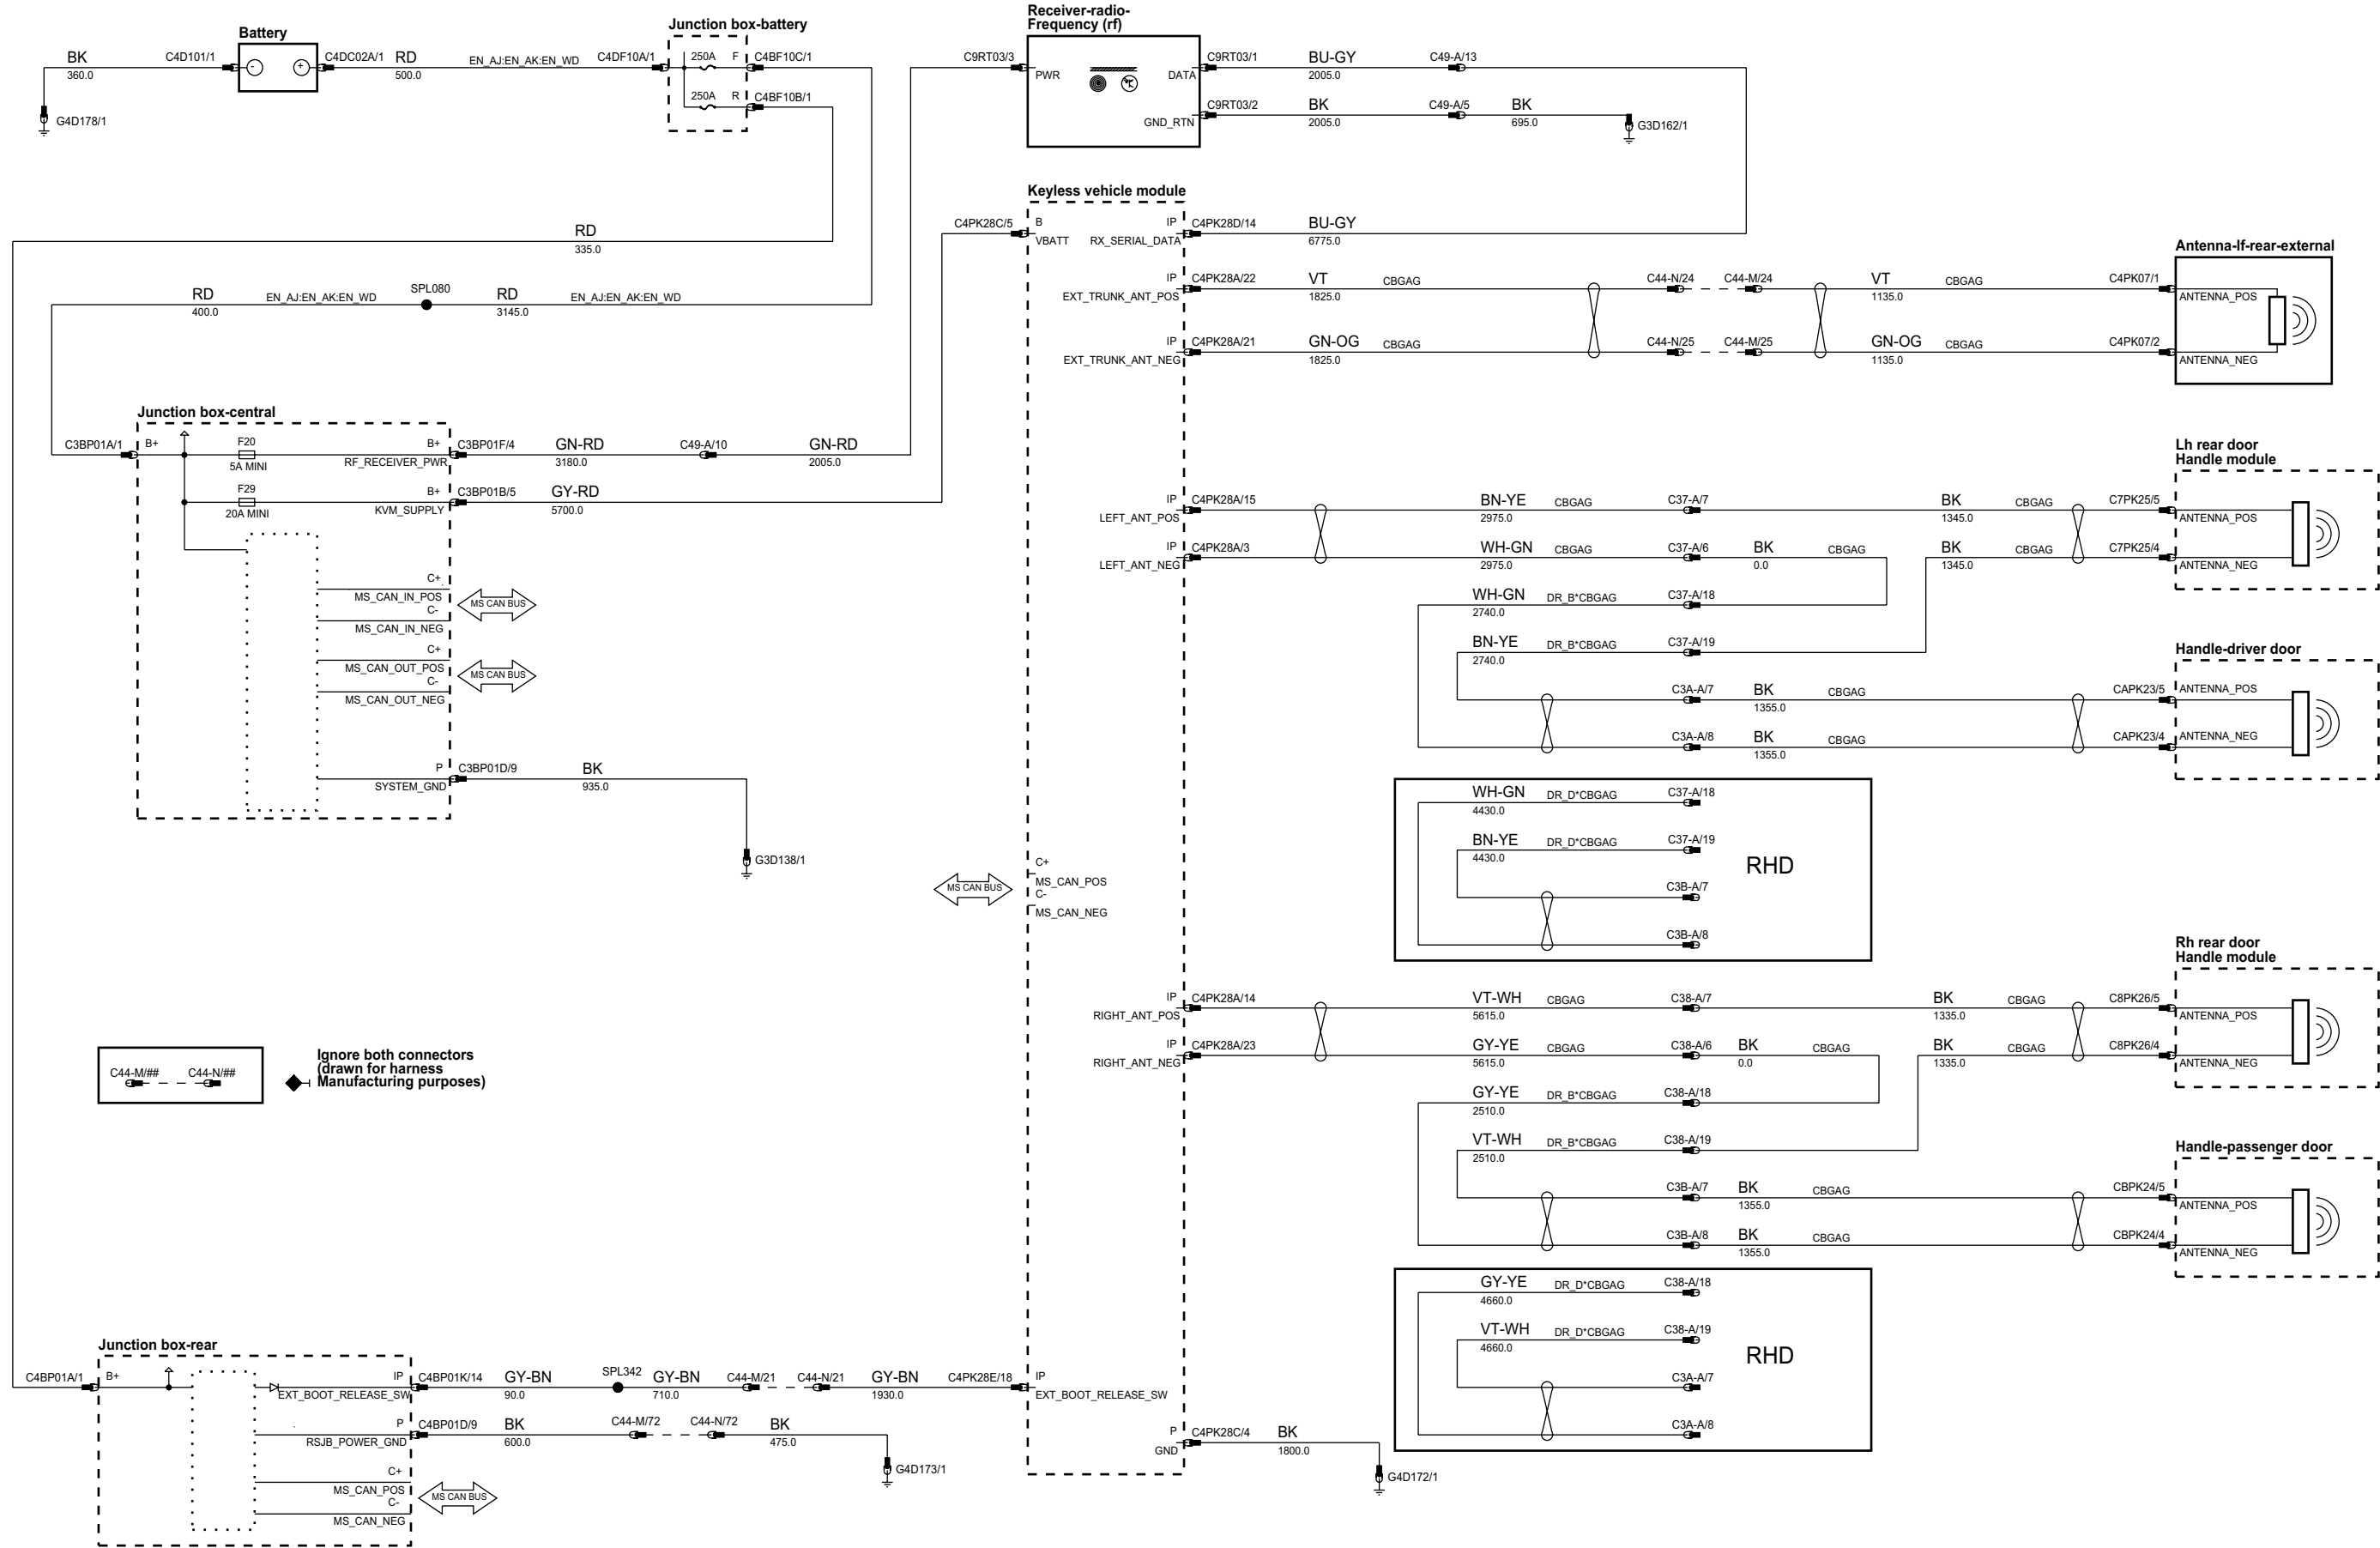 Battery
BK
360.0
C4D101/1
-
+
C4DC02A/1
RD
500.0
EN_AJ:EN_AK:EN_WD
C4DF10A/1
G4D178/1
Junction box-battery
250A
F
C4BF10C/1
250A
R
C4BF10B/1
Receiver-radio-
Frequency (rf)
C9RT03/3
PWR
DATA
C9RT03/1
BU-GY
2005.0
C49-A/13
GND_RTN
C9RT03/2
BK
2005.0
C49-A/5
BK
695.0
G3D162/1
RD
335.0
RD
400.0
EN_AJ:EN_AK:EN_WD
SPL080
RD
3145.0
EN_AJ:EN_AK:EN_WD
Keyless vehicle module
C4PK28C/5
B
VBATT
IP
RX_SERIAL_DATA
C4PK28D/14
BU-GY
6775.0
IP
EXT_TRUNK_ANT_POS
C4PK28A/22
VT
1825.0
CBGAG
C44-N/24
C44-M/24
VT
1135.0
CBGAG
C4PK07/1
IP
EXT_TRUNK_ANT_NEG
C4PK28A/21
GN-OG
1825.0
CBGAG
C44-N/25
C44-M/25
GN-OG
1135.0
CBGAG
C4PK07/2
Antenna-lf-rear-external
ANTENNA_POS
ANTENNA_NEG
Junction box-central
C3BP01A/1
B+
F20
5A MINI
B+
RF_RECEIVER_PWR
C3BP01F/4
GN-RD
3180.0
C49-A/10
GN-RD
2005.0
F29
20A MINI
B+
KVM_SUPPLY
C3BP01B/5
GY-RD
5700.0
C+
MS_CAN_IN_POS
C-
MS_CAN_IN_NEG
MS CAN BUS
C+
MS_CAN_OUT_POS
C-
MS_CAN_OUT_NEG
MS CAN BUS
P
SYSTEM_GND
C3BP01D/9
BK
935.0
G3D138/1
IP
LEFT_ANT_POS
C4PK28A/15
BN-YE
2975.0
CBGAG
C37-A/7
BK
1345.0
CBGAG
C7PK25/5
IP
LEFT_ANT_NEG
C4PK28A/3
WH-GN
2975.0
CBGAG
C37-A/6
BK
0.0
CBGAG
BK
1345.0
CBGAG
C7PK25/4
Lh rear door
Handle module
ANTENNA_POS
ANTENNA_NEG
WH-GN
2740.0
DR_B*CBGAG
C37-A/18
BN-YE
2740.0
DR_B*CBGAG
C37-A/19
C3A-A/7
BK
1355.0
CBGAG
CAPK23/5
C3A-A/8
BK
1355.0
CBGAG
CAPK23/4
Handle-driver door
ANTENNA_POS
ANTENNA_NEG
WH-GN
4430.0
DR_D*CBGAG
C37-A/18
BN-YE
4430.0
DR_D*CBGAG
C37-A/19
C3B-A/7
C3B-A/8
RHD
MS CAN BUS
C+
MS_CAN_POS
C-
MS_CAN_NEG
IP
RIGHT_ANT_POS
C4PK28A/14
VT-WH
5615.0
CBGAG
C38-A/7
BK
1335.0
CBGAG
C8PK26/5
IP
RIGHT_ANT_NEG
C4PK28A/23
GY-YE
5615.0
CBGAG
C38-A/6
BK
0.0
CBGAG
BK
1335.0
CBGAG
C8PK26/4
Rh rear door
Handle module
ANTENNA_POS
ANTENNA_NEG
GY-YE
2510.0
DR_B*CBGAG
C38-A/18
VT-WH
2510.0
DR_B*CBGAG
C38-A/19
C3B-A/7
BK
1355.0
CBGAG
CBPK24/5
C3B-A/8
BK
1355.0
CBGAG
CBPK24/4
Handle-passenger door
ANTENNA_POS
ANTENNA_NEG
GY-YE
4660.0
DR_D*CBGAG
C38-A/18
VT-WH
4660.0
DR_D*CBGAG
C38-A/19
C3A-A/7
C3A-A/8
RHD
C44-M/##
C44-N/##
Ignore both connectors
(drawn for harness
Manufacturing purposes)
Junction box-rear
C4BP01A/1
B+
IP
EXT_BOOT_RELEASE_SW
C4BP01K/14
GY-BN
90.0
SPL342
GY-BN
710.0
C44-M/21
C44-N/21
GY-BN
1930.0
C4PK28E/18
IP
EXT_BOOT_RELEASE_SW
P
RSJB_POWER_GND
C4BP01D/9
BK
600.0
C44-M/72
C44-N/72
BK
475.0
G4D173/1
C+
MS_CAN_POS
C-
MS_CAN_NEG
MS CAN BUS
P
GND
C4PK28C/4
BK
1800.0
G4D172/1